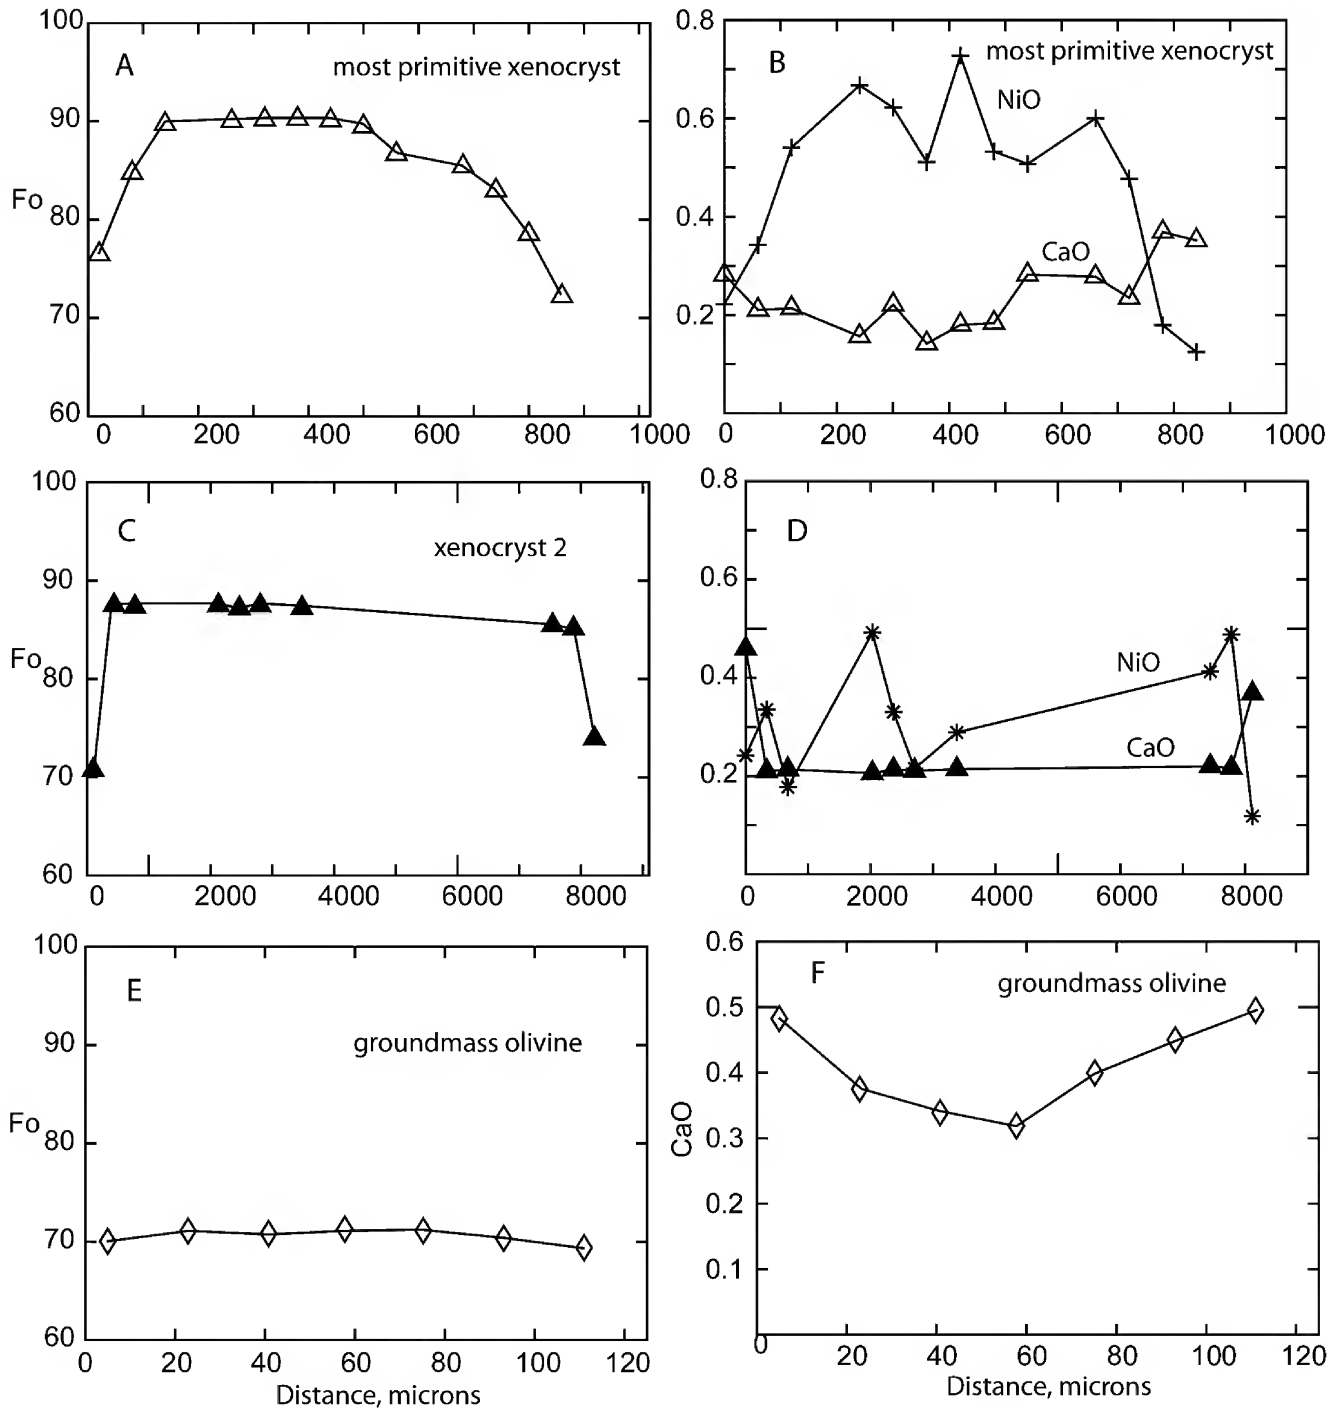 A
most primitive xenocryst
Fo
100
90
80
70
60
0 200 400 600 800 1000
B
most primitive xenocryst
NiO
CaO
0.8
0.6
0.4
0.2
0 200 400 600 800 1000
C
xenocryst 2
Fo
100
90
80
70
60
0 2000 4000 6000 8000
D
NiO
CaO
0.8
0.6
0.4
0.2
0 2000 4000 6000 8000
E
groundmass olivine
Fo
100
90
80
70
60
0 20 40 60 80 100 120
Distance, microns
F
groundmass olivine
CaO
0.6
0.5
0.4
0.3
0.2
0.1
0 20 40 60 80 100 120
Distance, microns